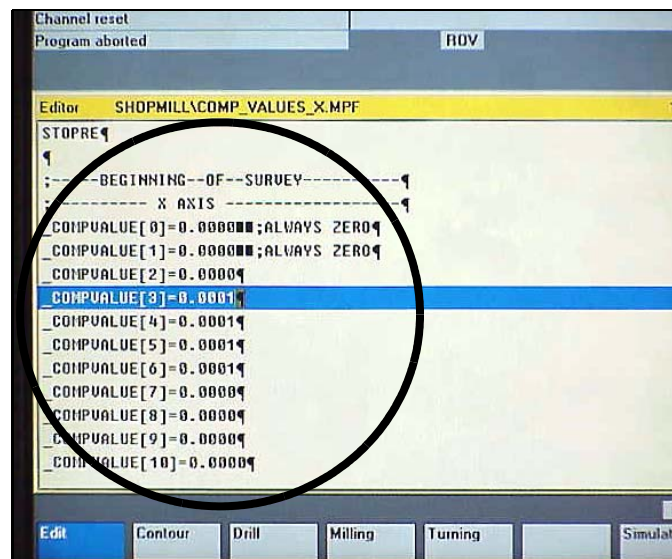 Channel reset
Program aborted
ROV
Editor SHOPMILL\COMP_VALUES_X.MPF
STOPRE¶
¶
;-----BEGINNING--OF--SURVEY-----------¶
;----------- X AXIS ------------------¶
_COMPVALUE[0]=0.0000■■;ALWAYS ZERO¶
_COMPVALUE[1]=0.0000■■;ALWAYS ZERO¶
_COMPVALUE[2]=0.0000¶
_COMPVALUE[3]=0.0001¶
_COMPVALUE[4]=0.0001¶
_COMPVALUE[5]=0.0001¶
_COMPVALUE[6]=0.0001¶
_COMPVALUE[7]=0.0000¶
_COMPVALUE[8]=0.0000¶
_COMPVALUE[9]=0.0000¶
_COMPVALUE[10]=0.0000¶
Edit Contour Drill Milling Turning Simulat